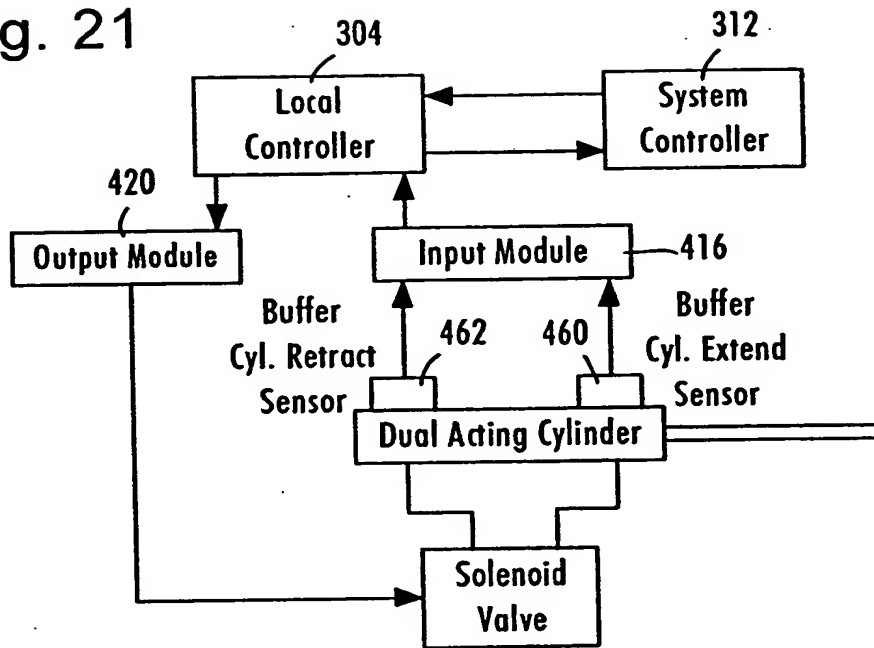 g. 21
304
312
Local
Controller
System
Controller
420
Output Module
Input Module
416
Buffer
Cyl. Retract
Sensor
462
460
Buffer
Cyl. Extend
Sensor
Dual Acting Cylinder
Solenoid
Valve